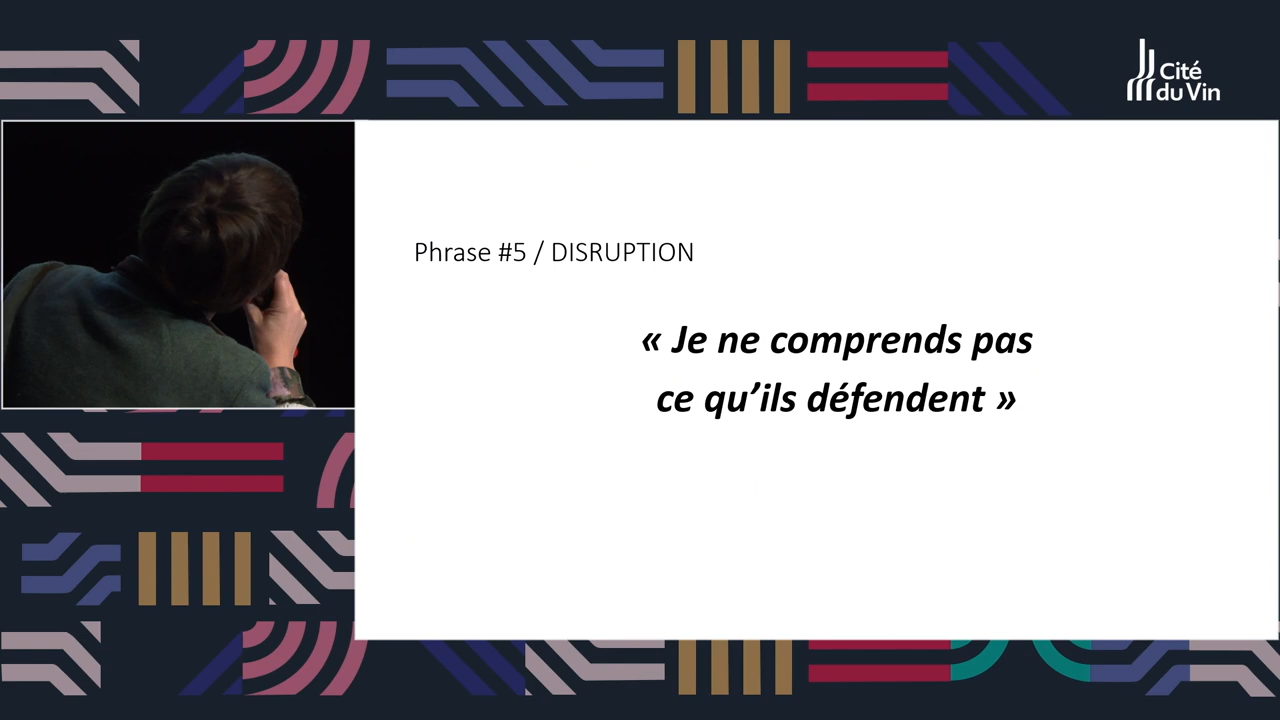 Cité
du Vin
Phrase #5 / DISRUPTION
« Je ne comprends pas
ce qu’ils défendent »